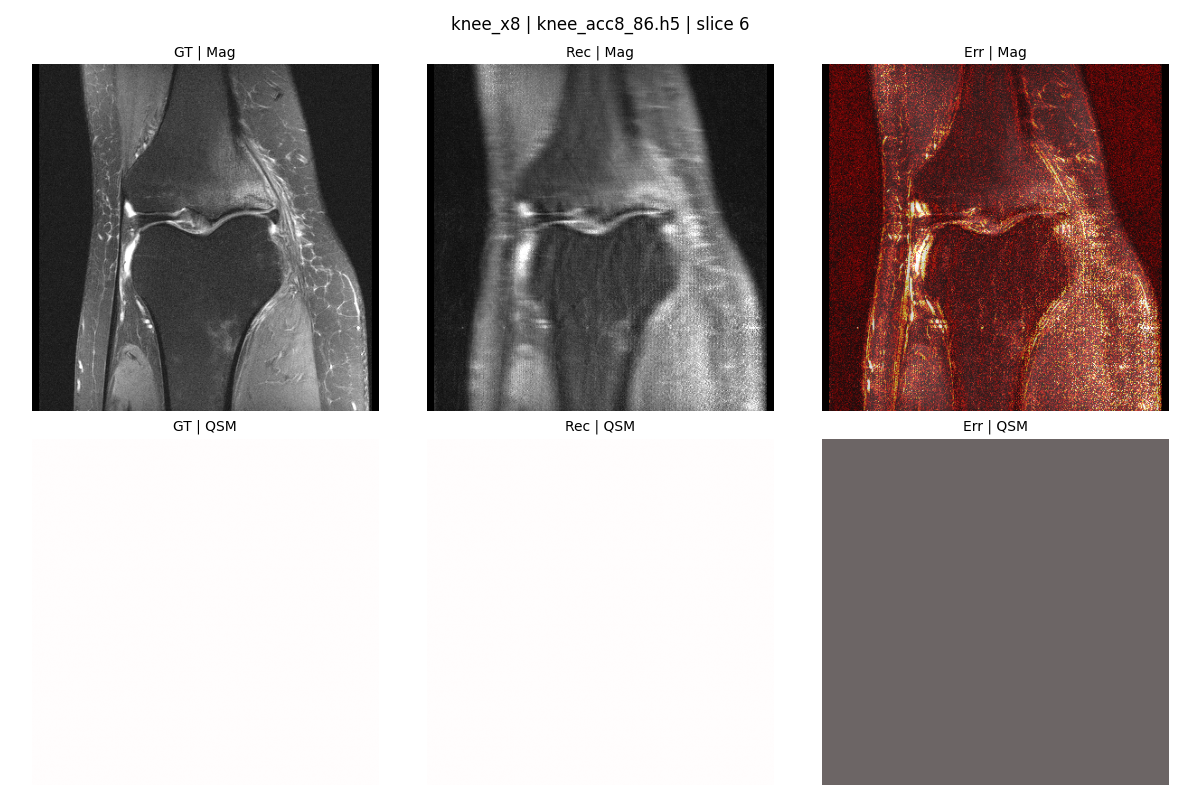 knee_x8 | knee_acc8_86.h5 | slice 6
GT | Mag
Rec | Mag
Err | Mag
GT | QSM
Rec | QSM
Err | QSM